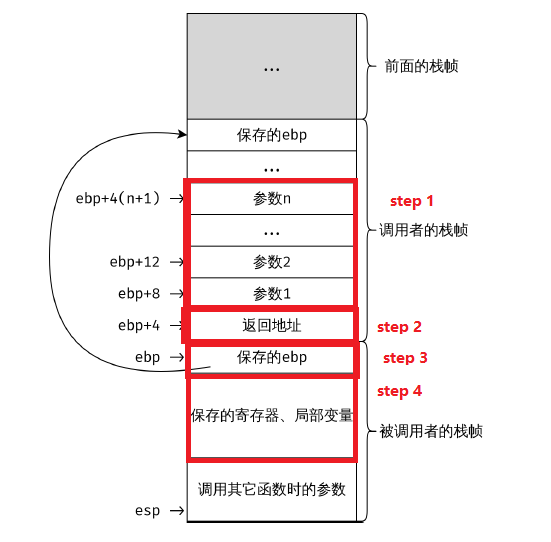 ...
前面的栈帧
保存的ebp
...
ebp+4(n+1)
参数n
step 1
...
调用者的栈帧
ebp+12
参数2
ebp+8
参数1
ebp+4
返回地址
step 2
ebp
保存的ebp
step 3
step 4
保存的寄存器、局部变量
被调用者的栈帧
调用其它函数时的参数
esp